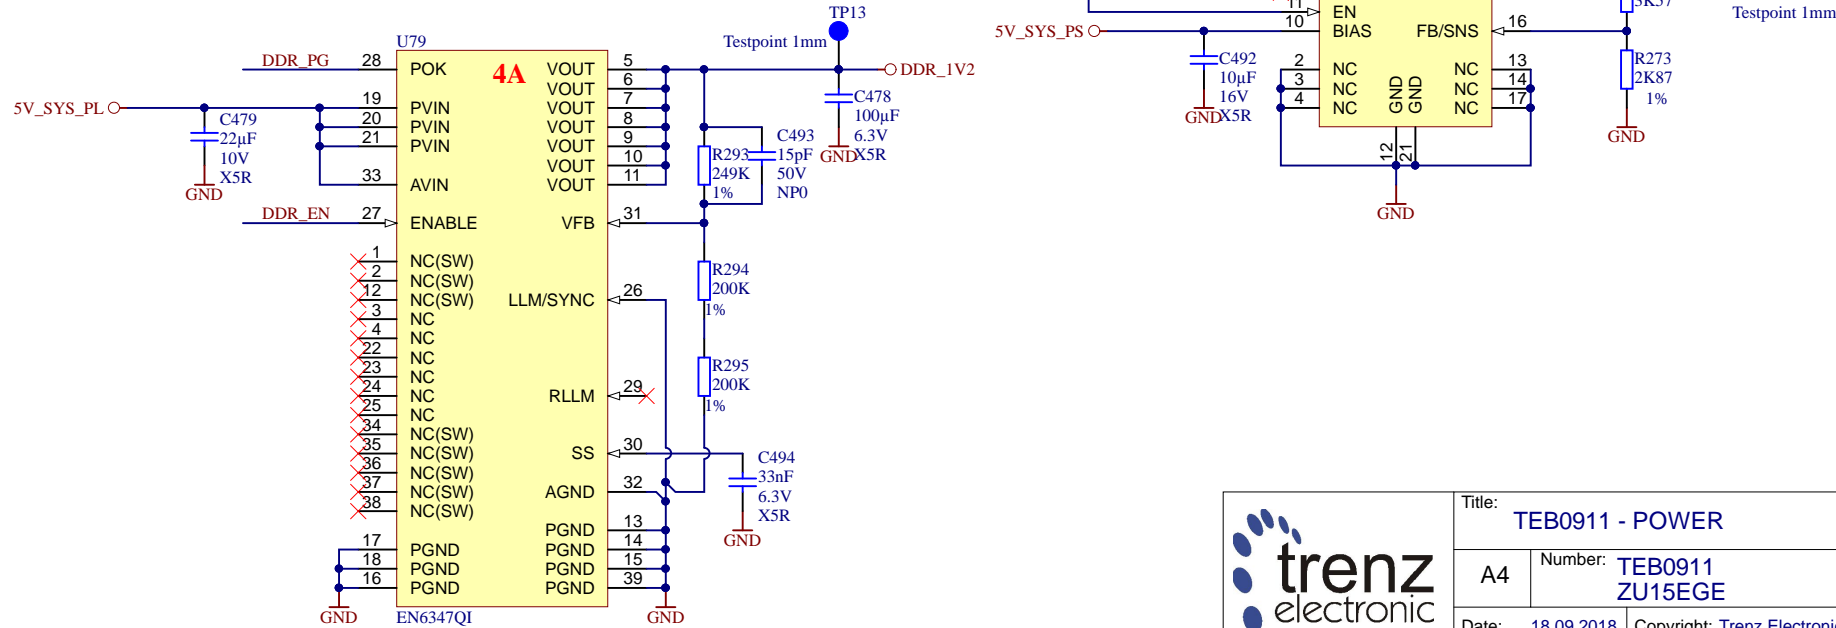 TP13
Testpoint 1mm
U79
4A
DDR_PG
28
POK
VOUT
5
DDR_1V2
VOUT
6
5V_SYS_PL
19
PVIN
VOUT
7
20
PVIN
VOUT
8
21
PVIN
VOUT
9
VOUT
10
33
AVIN
VOUT
11
C479
22µF
10V
X5R
GND
C478
100µF
6.3V
X5R
GND
R293
249K
1%
C493
15pF
50V
NP0
DDR_EN
27
ENABLE
VFB
31
1
NC(SW)
2
NC(SW)
12
NC(SW)
3
NC
4
NC
22
NC
23
NC
24
NC
25
NC
34
NC(SW)
35
NC(SW)
36
NC(SW)
37
NC(SW)
38
NC(SW)
17
PGND
18
PGND
16
PGND
GND
LLM/SYNC
26
RLLM
29
SS
30
AGND
32
PGND
13
PGND
14
PGND
15
PGND
39
GND
EN6347QI
R294
200K
1%
R295
200K
1%
C494
33nF
6.3V
X5R
GND
11
EN
5V_SYS_PS
10
BIAS
FB/SNS
16
2
NC
3
NC
4
NC
NC
13
NC
14
NC
17
GND
GND
12
21
GND
C492
10µF
16V
X5R
GND
3K57
R273
2K87
1%
GND
Testpoint 1mm
trenz
electronic
Title:
TEB0911 - POWER
A4
Number:
TEB0911
ZU15EGE
Date:
18.09.2018
Copyright: Trenz Electronic